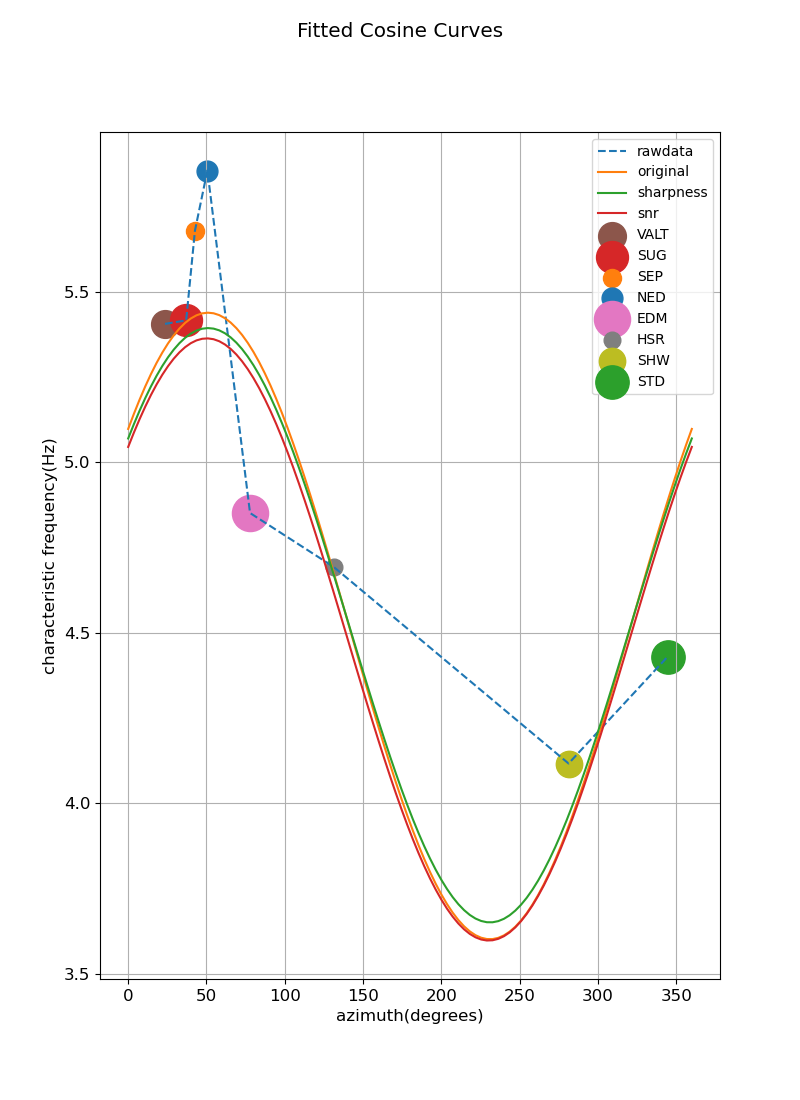 Fitted Cosine Curves
rawdata
original
sharpness
snr
VALT
SUG
SEP
NED
EDM
HSR
SHW
STD
characteristic frequency(Hz)
5.5
5.0
4.5
4.0
3.5
0 50 100 150 200 250 300 350
azimuth(degrees)